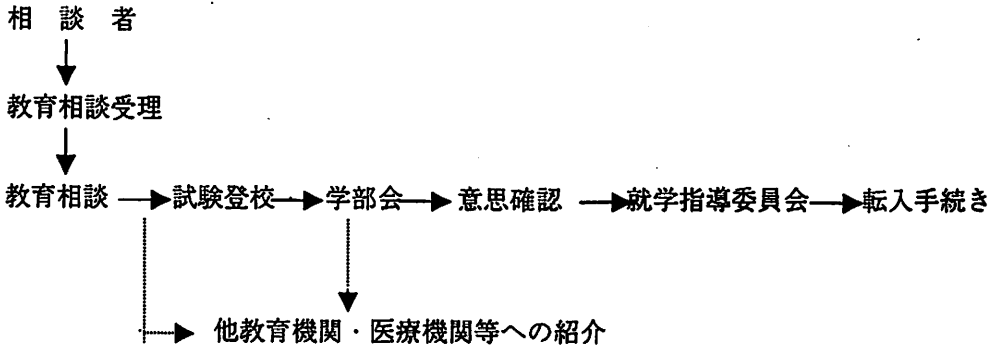 相 談 者
教育相談受理
教育相談 試験登校 学部会 意思確認 就学指導委員会 転入手続き
他教育機関・医療機関等への紹介